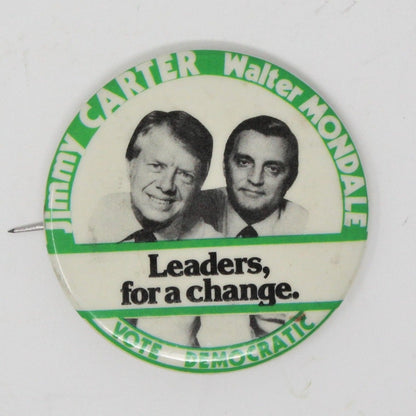 Jimmy CARTER Walter MONDALE
Leaders,
for a change.
VOTE DEMOCRATIC